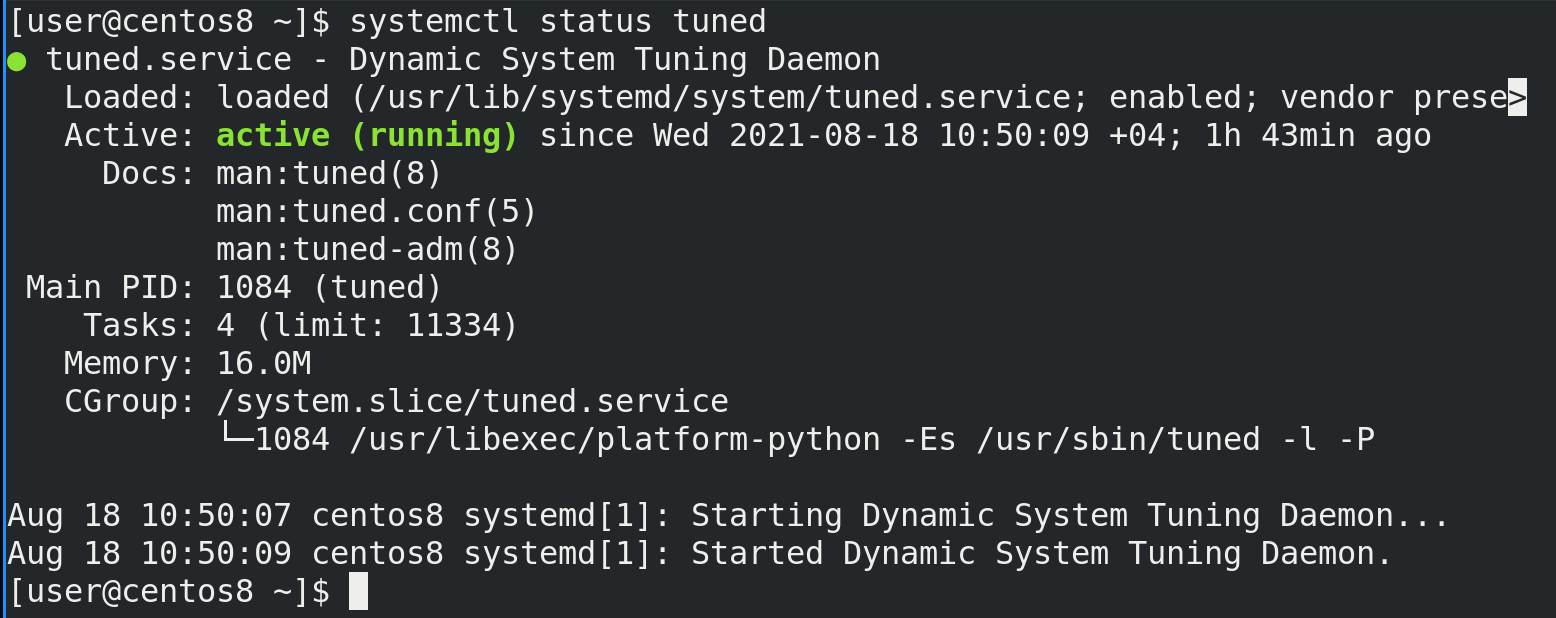 [user@centos8 ~]$ systemctl status tuned
● tuned.service - Dynamic System Tuning Daemon
   Loaded: loaded (/usr/lib/systemd/system/tuned.service; enabled; vendor prese>
   Active: active (running) since Wed 2021-08-18 10:50:09 +04; 1h 43min ago
     Docs: man:tuned(8)
           man:tuned.conf(5)
           man:tuned-adm(8)
 Main PID: 1084 (tuned)
    Tasks: 4 (limit: 11334)
   Memory: 16.0M
   CGroup: /system.slice/tuned.service
           └─1084 /usr/libexec/platform-python -Es /usr/sbin/tuned -l -P

Aug 18 10:50:07 centos8 systemd[1]: Starting Dynamic System Tuning Daemon...
Aug 18 10:50:09 centos8 systemd[1]: Started Dynamic System Tuning Daemon.
[user@centos8 ~]$